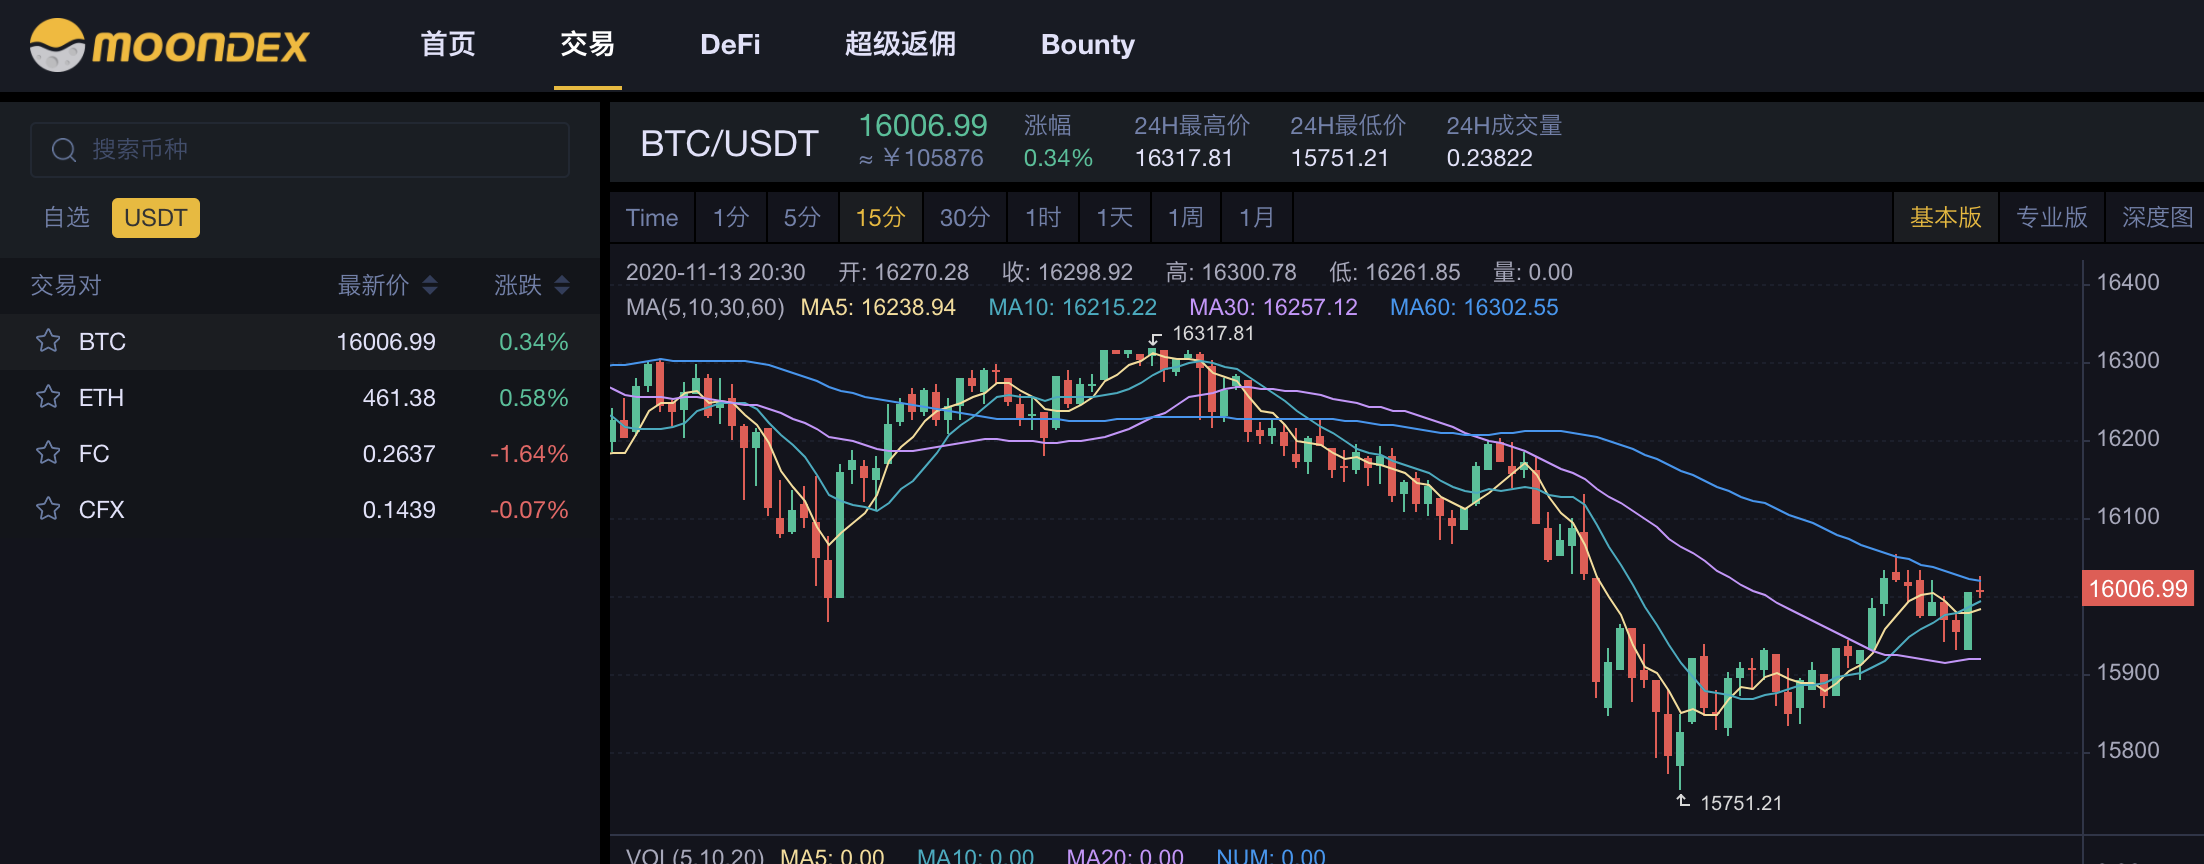 MOONDEX 首页 交易 DeFi 超级返佣 Bounty
搜索币种
自选 USDT
交易对 最新价 涨跌
BTC 16006.99 0.34%
ETH 461.38 0.58%
FC 0.2637 -1.64%
CFX 0.1439 -0.07%
BTC/USDT 16006.99 涨幅 24H最高价 24H最低价 24H成交量
≈ ￥105876 0.34% 16317.81 15751.21 0.23822
Time 1分 5分 15分 30分 1时 1天 1周 1月 基本版 专业版 深度图
2020-11-13 20:30 开: 16270.28 收: 16298.92 高: 16300.78 低: 16261.85 量: 0.00
MA(5,10,30,60) MA5: 16238.94 MA10: 16215.22 MA30: 16257.12 MA60: 16302.55
16317.81
15751.21
16400
16300
16200
16100
16006.99
15900
15800
VOL(5,10,20) MA5: 0.00 MA10: 0.00 MA20: 0.00 NUM: 0.00